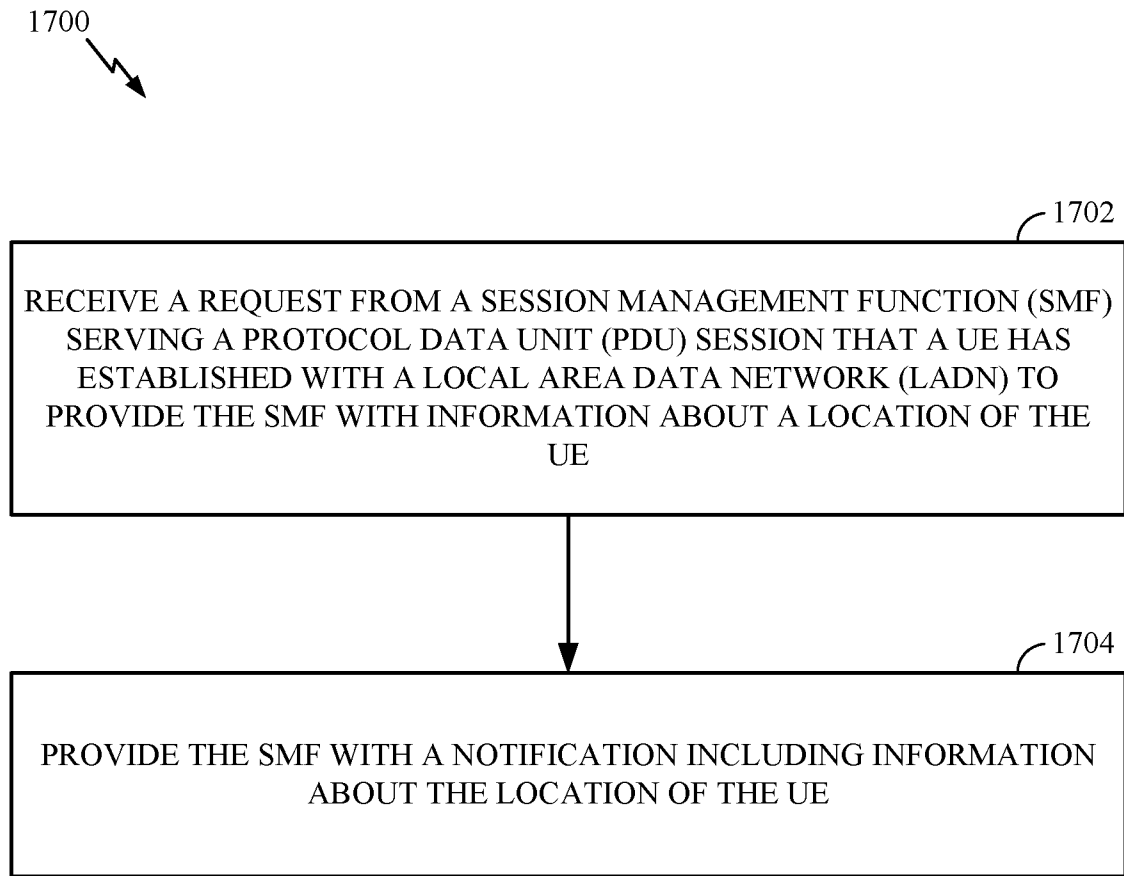 1700
1702
RECEIVE A REQUEST FROM A SESSION MANAGEMENT FUNCTION (SMF)
SERVING A PROTOCOL DATA UNIT (PDU) SESSION THAT A UE HAS
ESTABLISHED WITH A LOCAL AREA DATA NETWORK (LADN) TO
PROVIDE THE SMF WITH INFORMATION ABOUT A LOCATION OF THE
UE
1704
PROVIDE THE SMF WITH A NOTIFICATION INCLUDING INFORMATION
ABOUT THE LOCATION OF THE UE